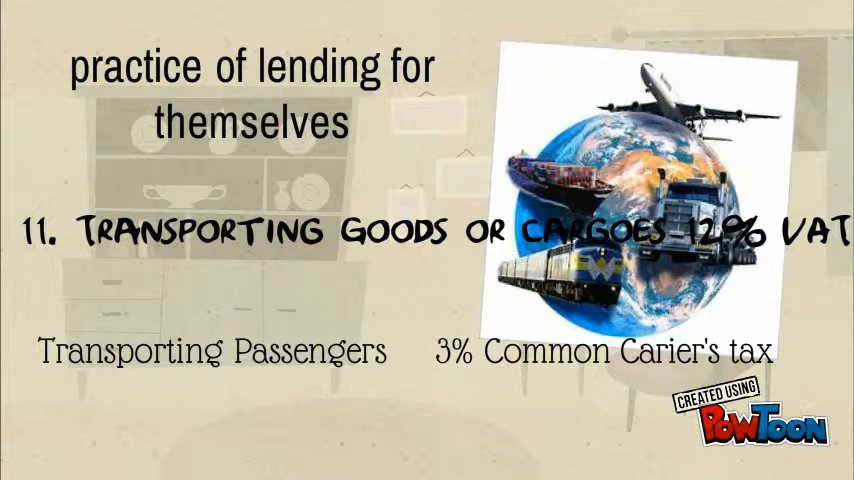 practice of lending for
themselves
11. TRANSPORTING GOODS OR CARGOES 12% VAT
Transporting Passengers 3% Common Carier's tax
CREATED USING
POWTOON